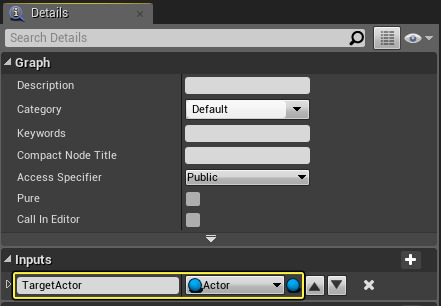 Details
Search Details
Graph
Description
Category Default
Keywords
Compact Node Title
Access Specifier Public
Pure
Call In Editor
Inputs
TargetActor Actor